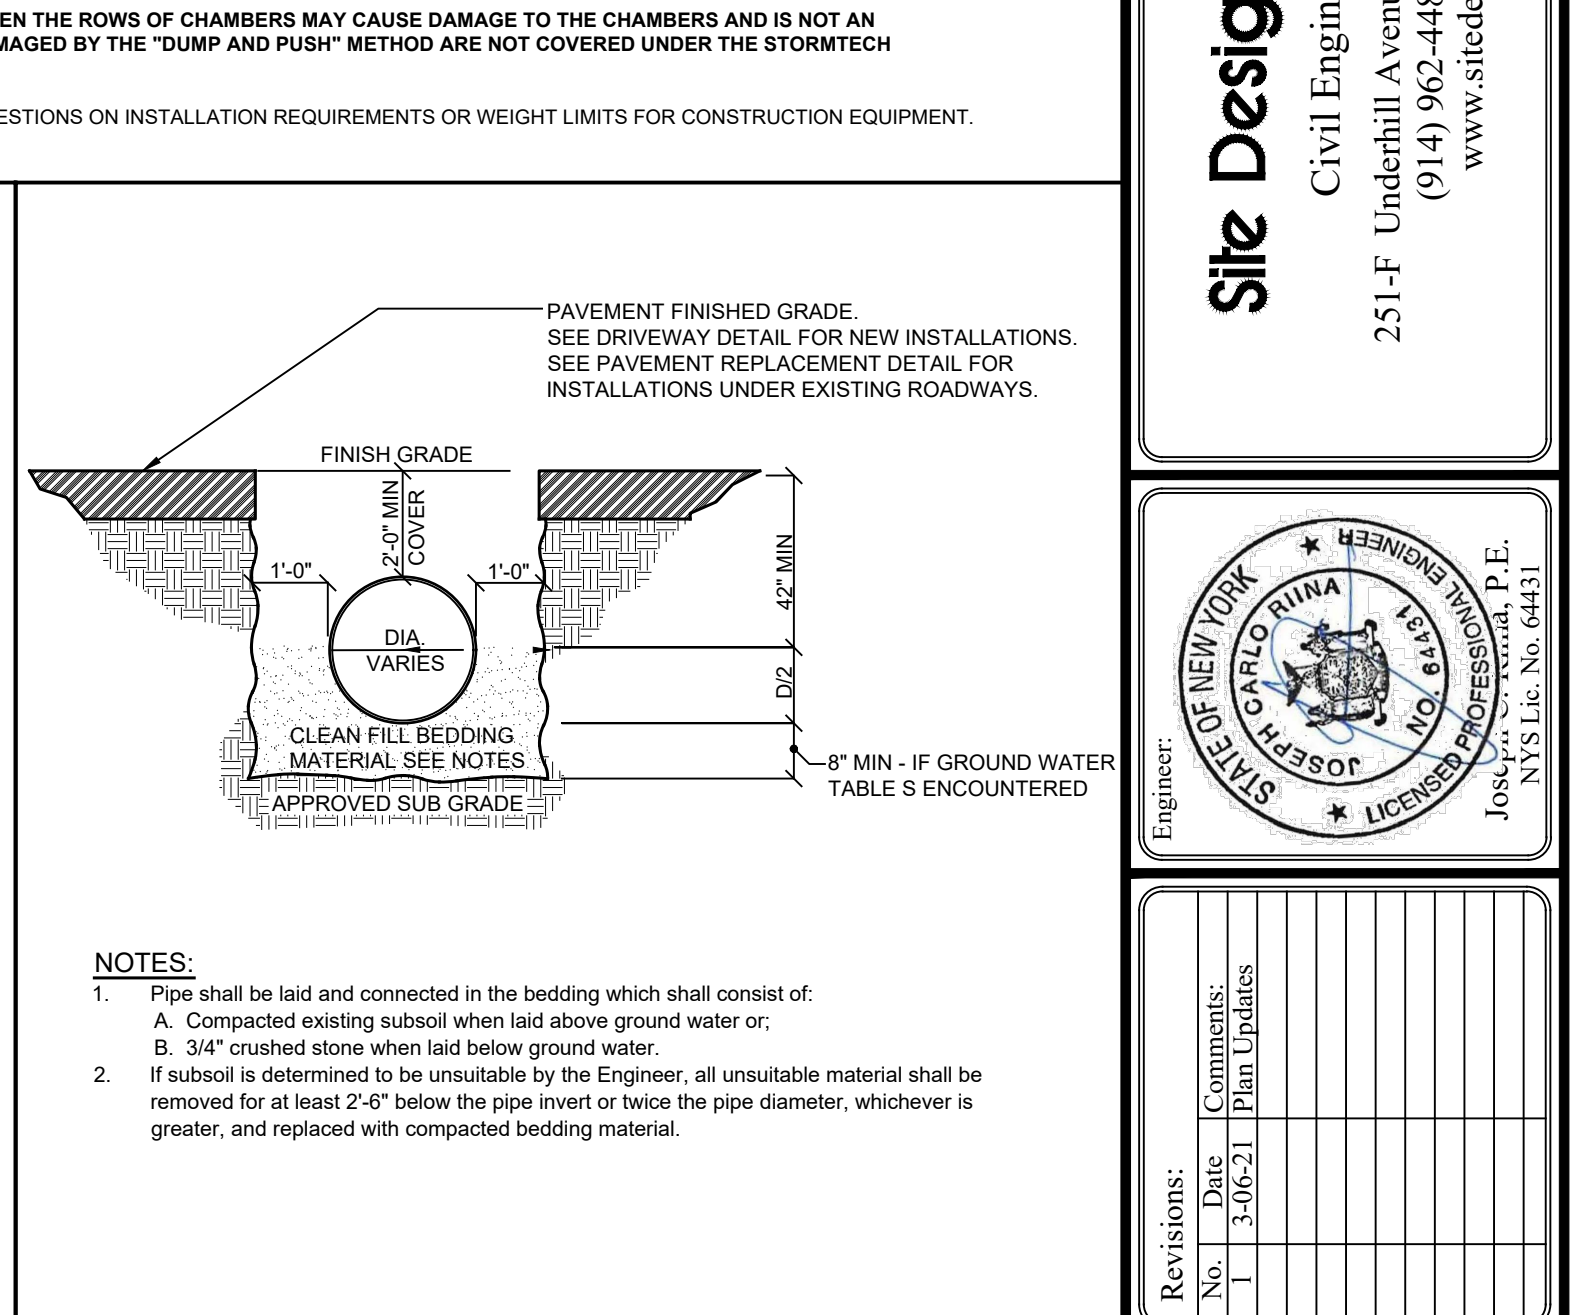 EN THE ROWS OF CHAMBERS MAY CAUSE DAMAGE TO THE CHAMBERS AND IS NOT AN
MAGED BY THE "DUMP AND PUSH" METHOD ARE NOT COVERED UNDER THE STORMTECH
ESTIONS ON INSTALLATION REQUIREMENTS OR WEIGHT LIMITS FOR CONSTRUCTION EQUIPMENT.
PAVEMENT FINISHED GRADE.
SEE DRIVEWAY DETAIL FOR NEW INSTALLATIONS.
SEE PAVEMENT REPLACEMENT DETAIL FOR
INSTALLATIONS UNDER EXISTING ROADWAYS.
FINISH GRADE
2'-0" MIN
COVER
1'-0"
1'-0"
42" MIN
DIA.
VARIES
D/2
CLEAN FILL BEDDING
MATERIAL SEE NOTES
8" MIN - IF GROUND WATER
TABLE S ENCOUNTERED
APPROVED SUB GRADE
NOTES:
1. Pipe shall be laid and connected in the bedding which shall consist of:
A. Compacted existing subsoil when laid above ground water or;
B. 3/4" crushed stone when laid below ground water.
2. If subsoil is determined to be unsuitable by the Engineer, all unsuitable material shall be
removed for at least 2'-6" below the pipe invert or twice the pipe diameter, whichever is
greater, and replaced with compacted bedding material.
Site Desig
Civil Engin
251-F Underhill Avenu
(914) 962-448
www.sitede
Engineer:
STATE OF NEW YORK
JOSEPH CARLO RIINA
NO. 64431
LICENSED PROFESSIONAL ENGINEER
Joseph C. Riina, P.E.
NYS Lic. No. 64431
Revisions:
No. Date Comments:
1 3-06-21 Plan Updates